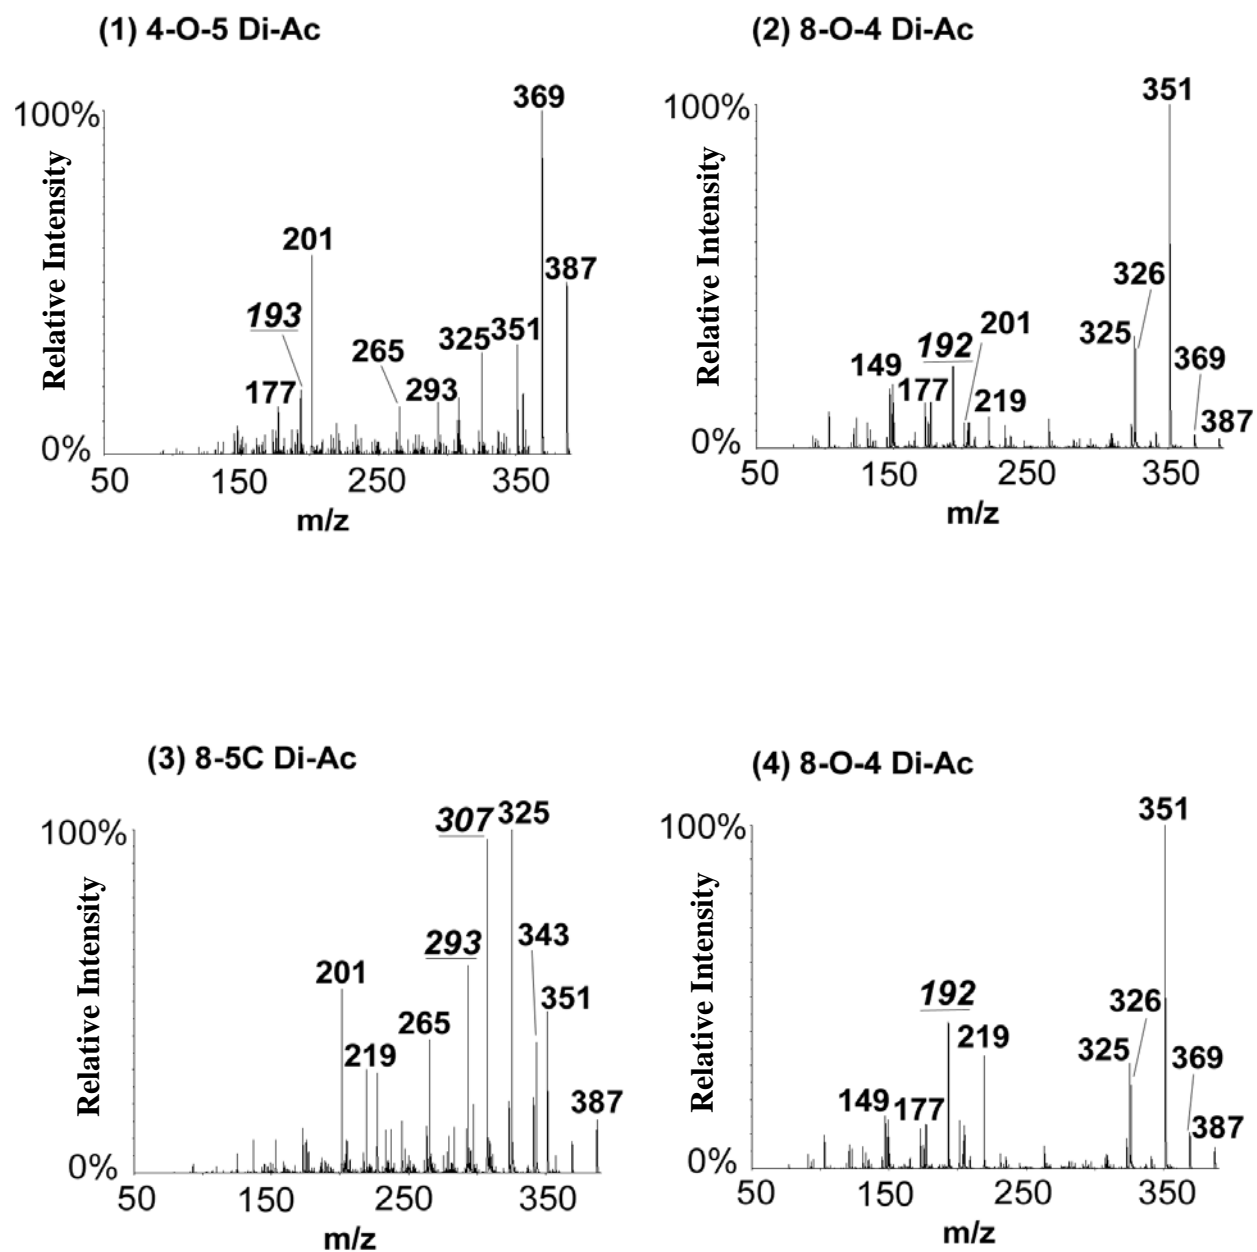 (1) 4-O-5 Di-Ac
369
100%
201
387
193
265
325
351
177
293
Relative Intensity
0%
50 150 250 350
m/z
(2) 8-O-4 Di-Ac
351
100%
326
201
192
325
149
177
369
219
387
Relative Intensity
0%
50 150 250 350
m/z
(3) 8-5C Di-Ac
307 325
100%
293
343
201
351
265
219
387
Relative Intensity
0%
50 150 250 350
m/z
(4) 8-O-4 Di-Ac
351
100%
192
326
219
325
369
149
177
387
Relative Intensity
0%
50 150 250 350
m/z